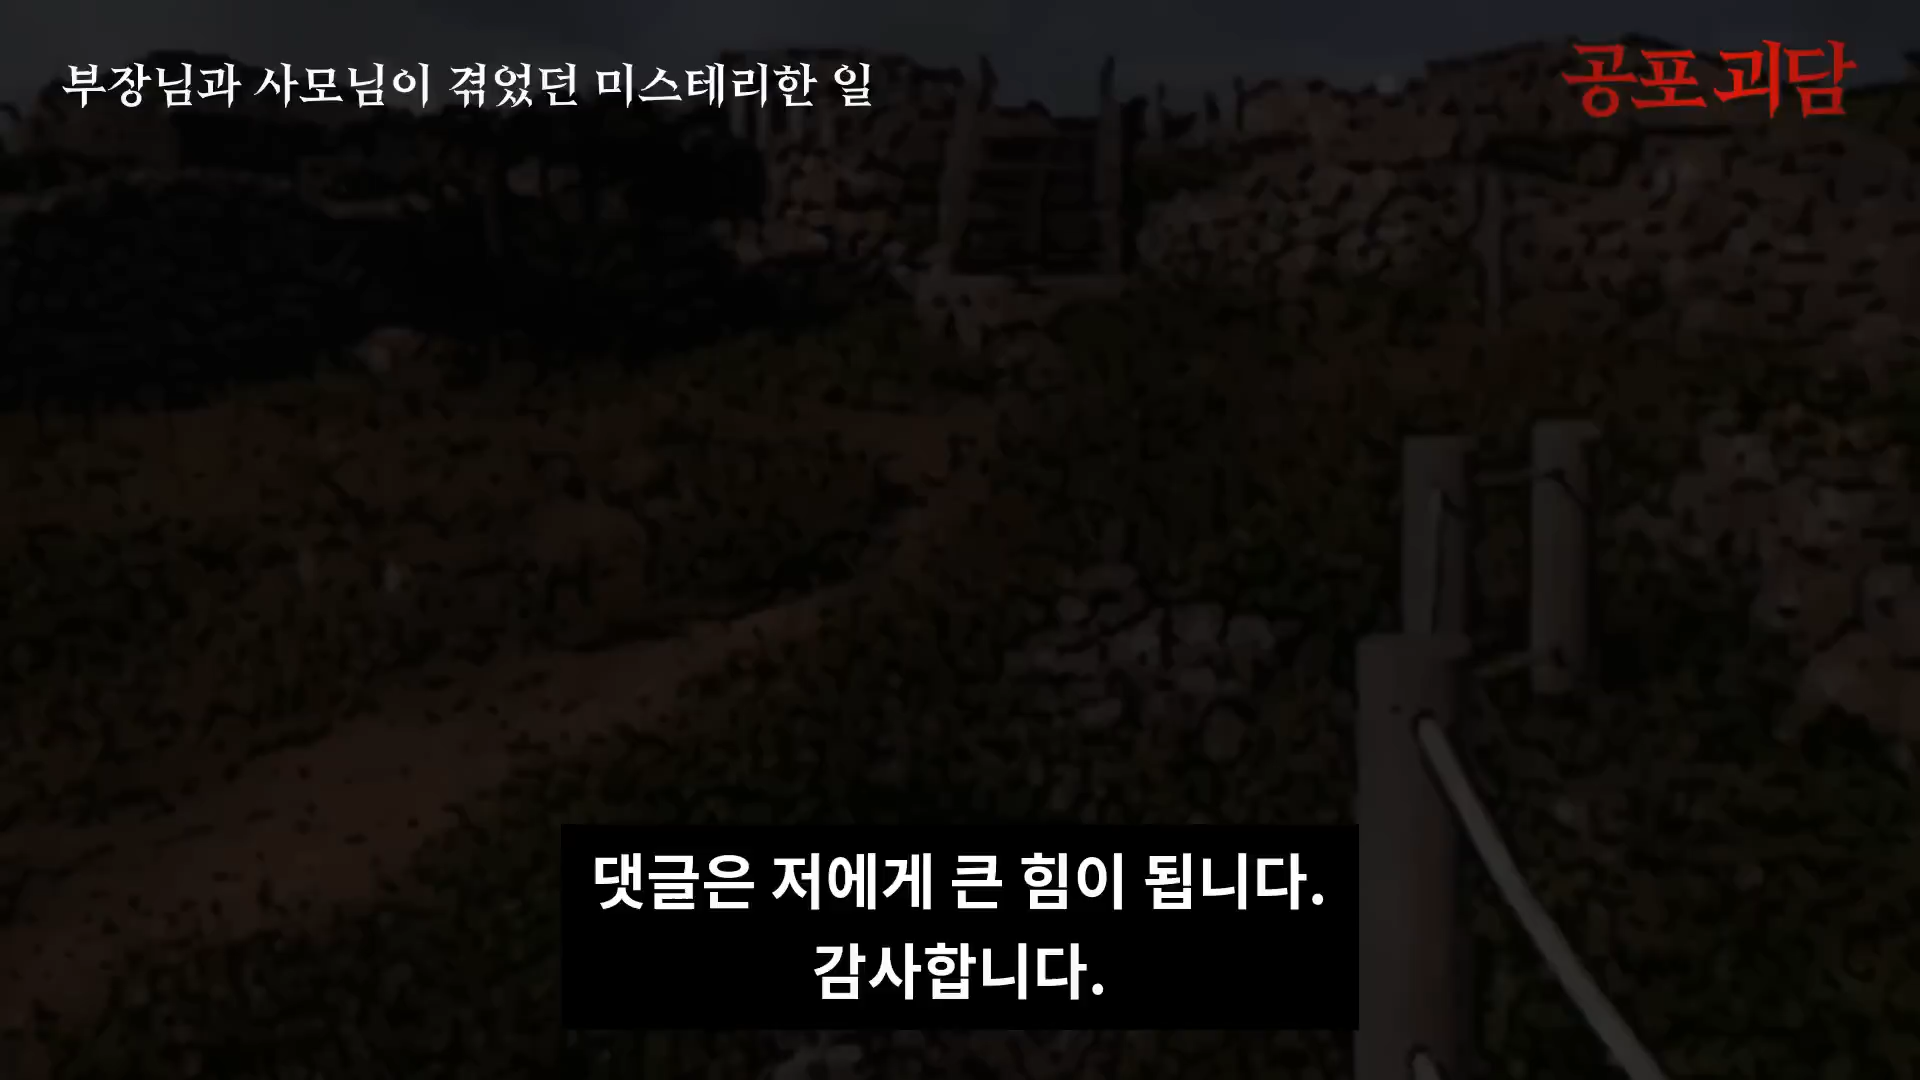 부장님과 사모님이 겪었던 미스테리한 일
공포 괴담
댓글은 저에게 큰 힘이 됩니다.
감사합니다.